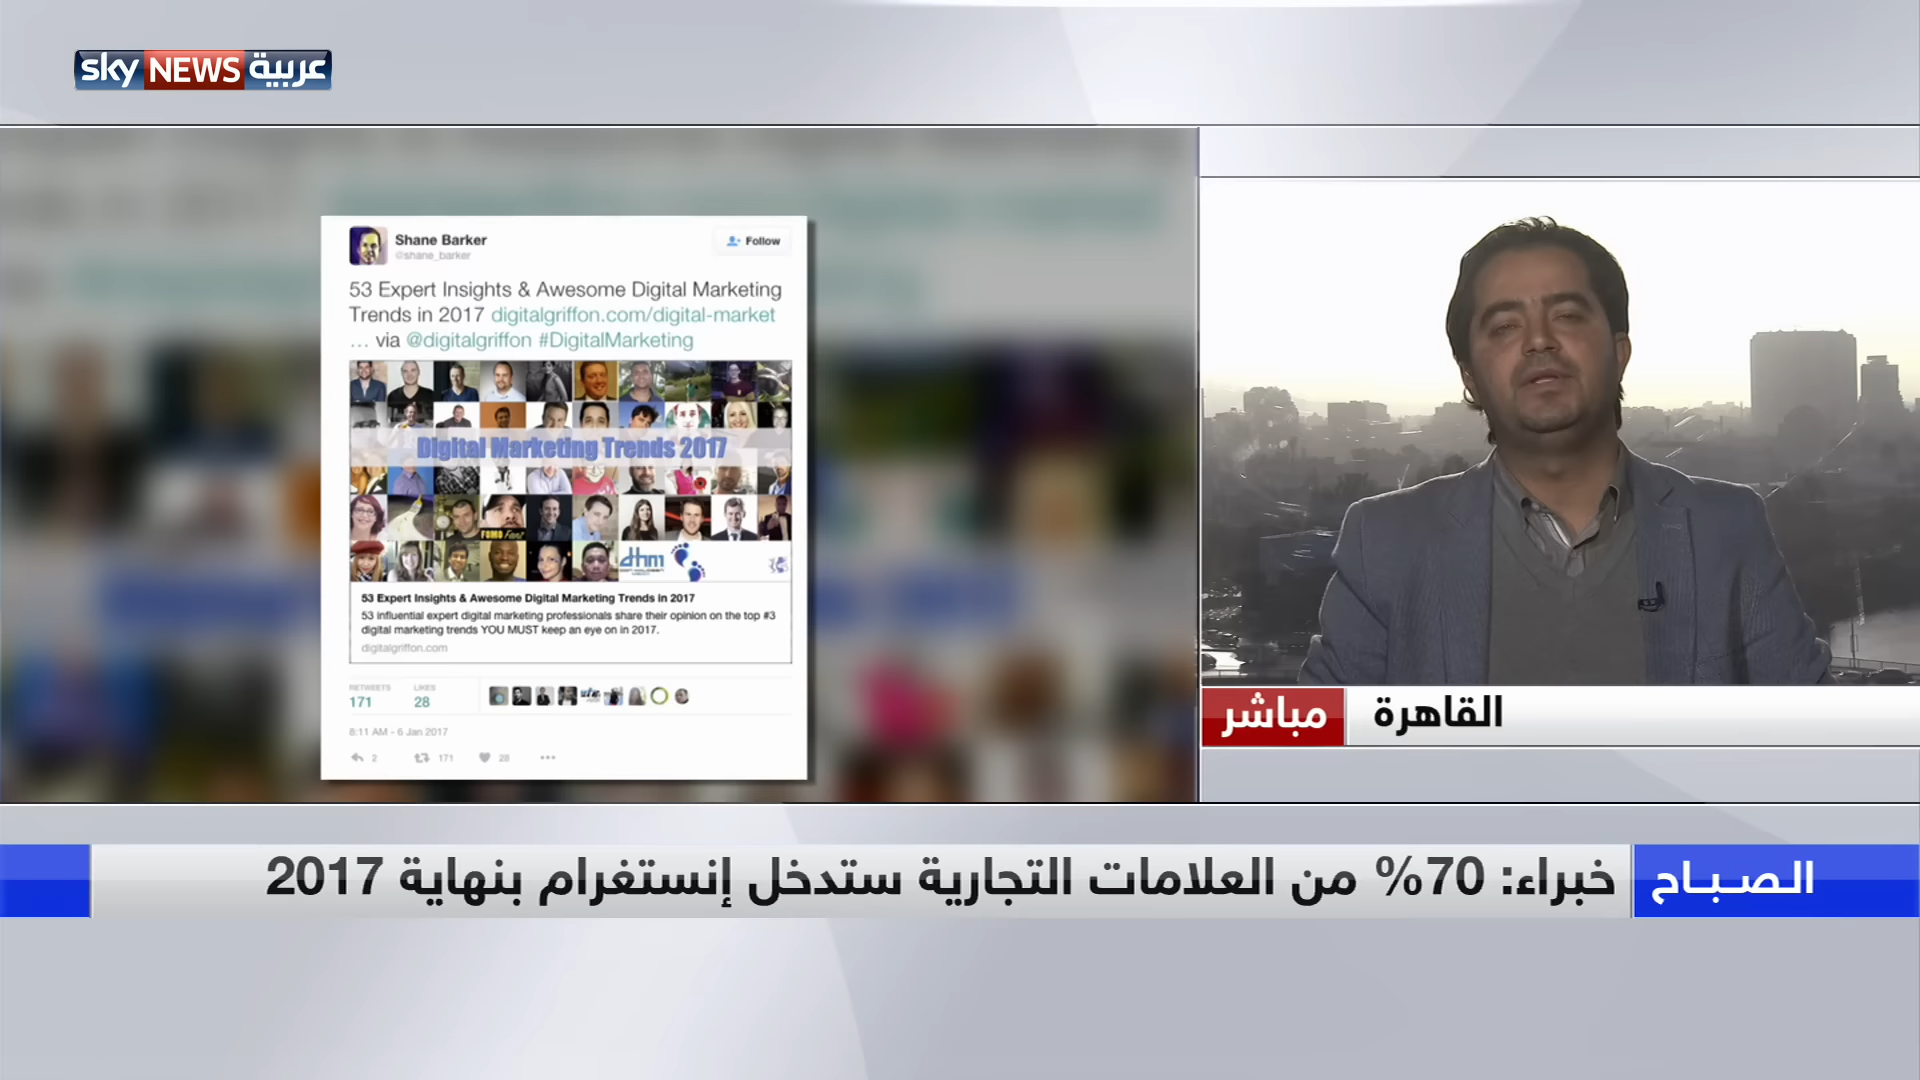 sky NEWS عربية
Shane Barker
@shane_barker
Follow
53 Expert Insights & Awesome Digital Marketing
Trends in 2017 digitalgriffon.com/digital-market
… via @digitalgriffon #DigitalMarketing
Digital Marketing Trends 2017
FOMO Fanz
dhm
53 Expert Insights & Awesome Digital Marketing Trends in 2017
53 influential expert digital marketing professionals share their opinion on the top #3
digital marketing trends YOU MUST keep an eye on in 2017.
digitalgriffon.com
RETWEETS LIKES
171 28
8:11 AM - 6 Jan 2017
2 171 28
القاهرة
مباشر
الصباح
خبراء: 70% من العلامات التجارية ستدخل إنستغرام بنهاية 2017